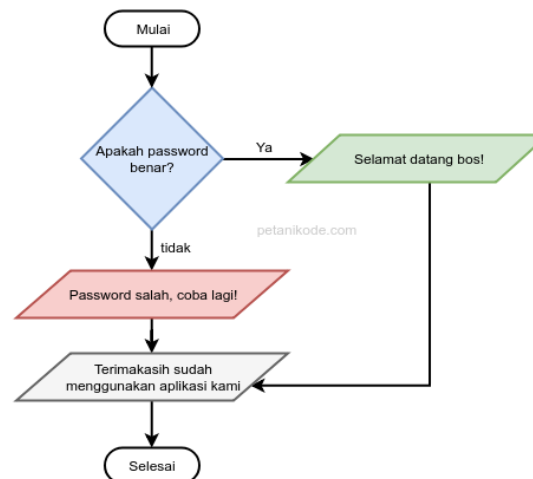 Mulai
Apakah password
benar?
Ya
Selamat datang bos!
petanikode.com
tidak
Password salah, coba lagi!
Terimakasih sudah
menggunakan aplikasi kami
Selesai